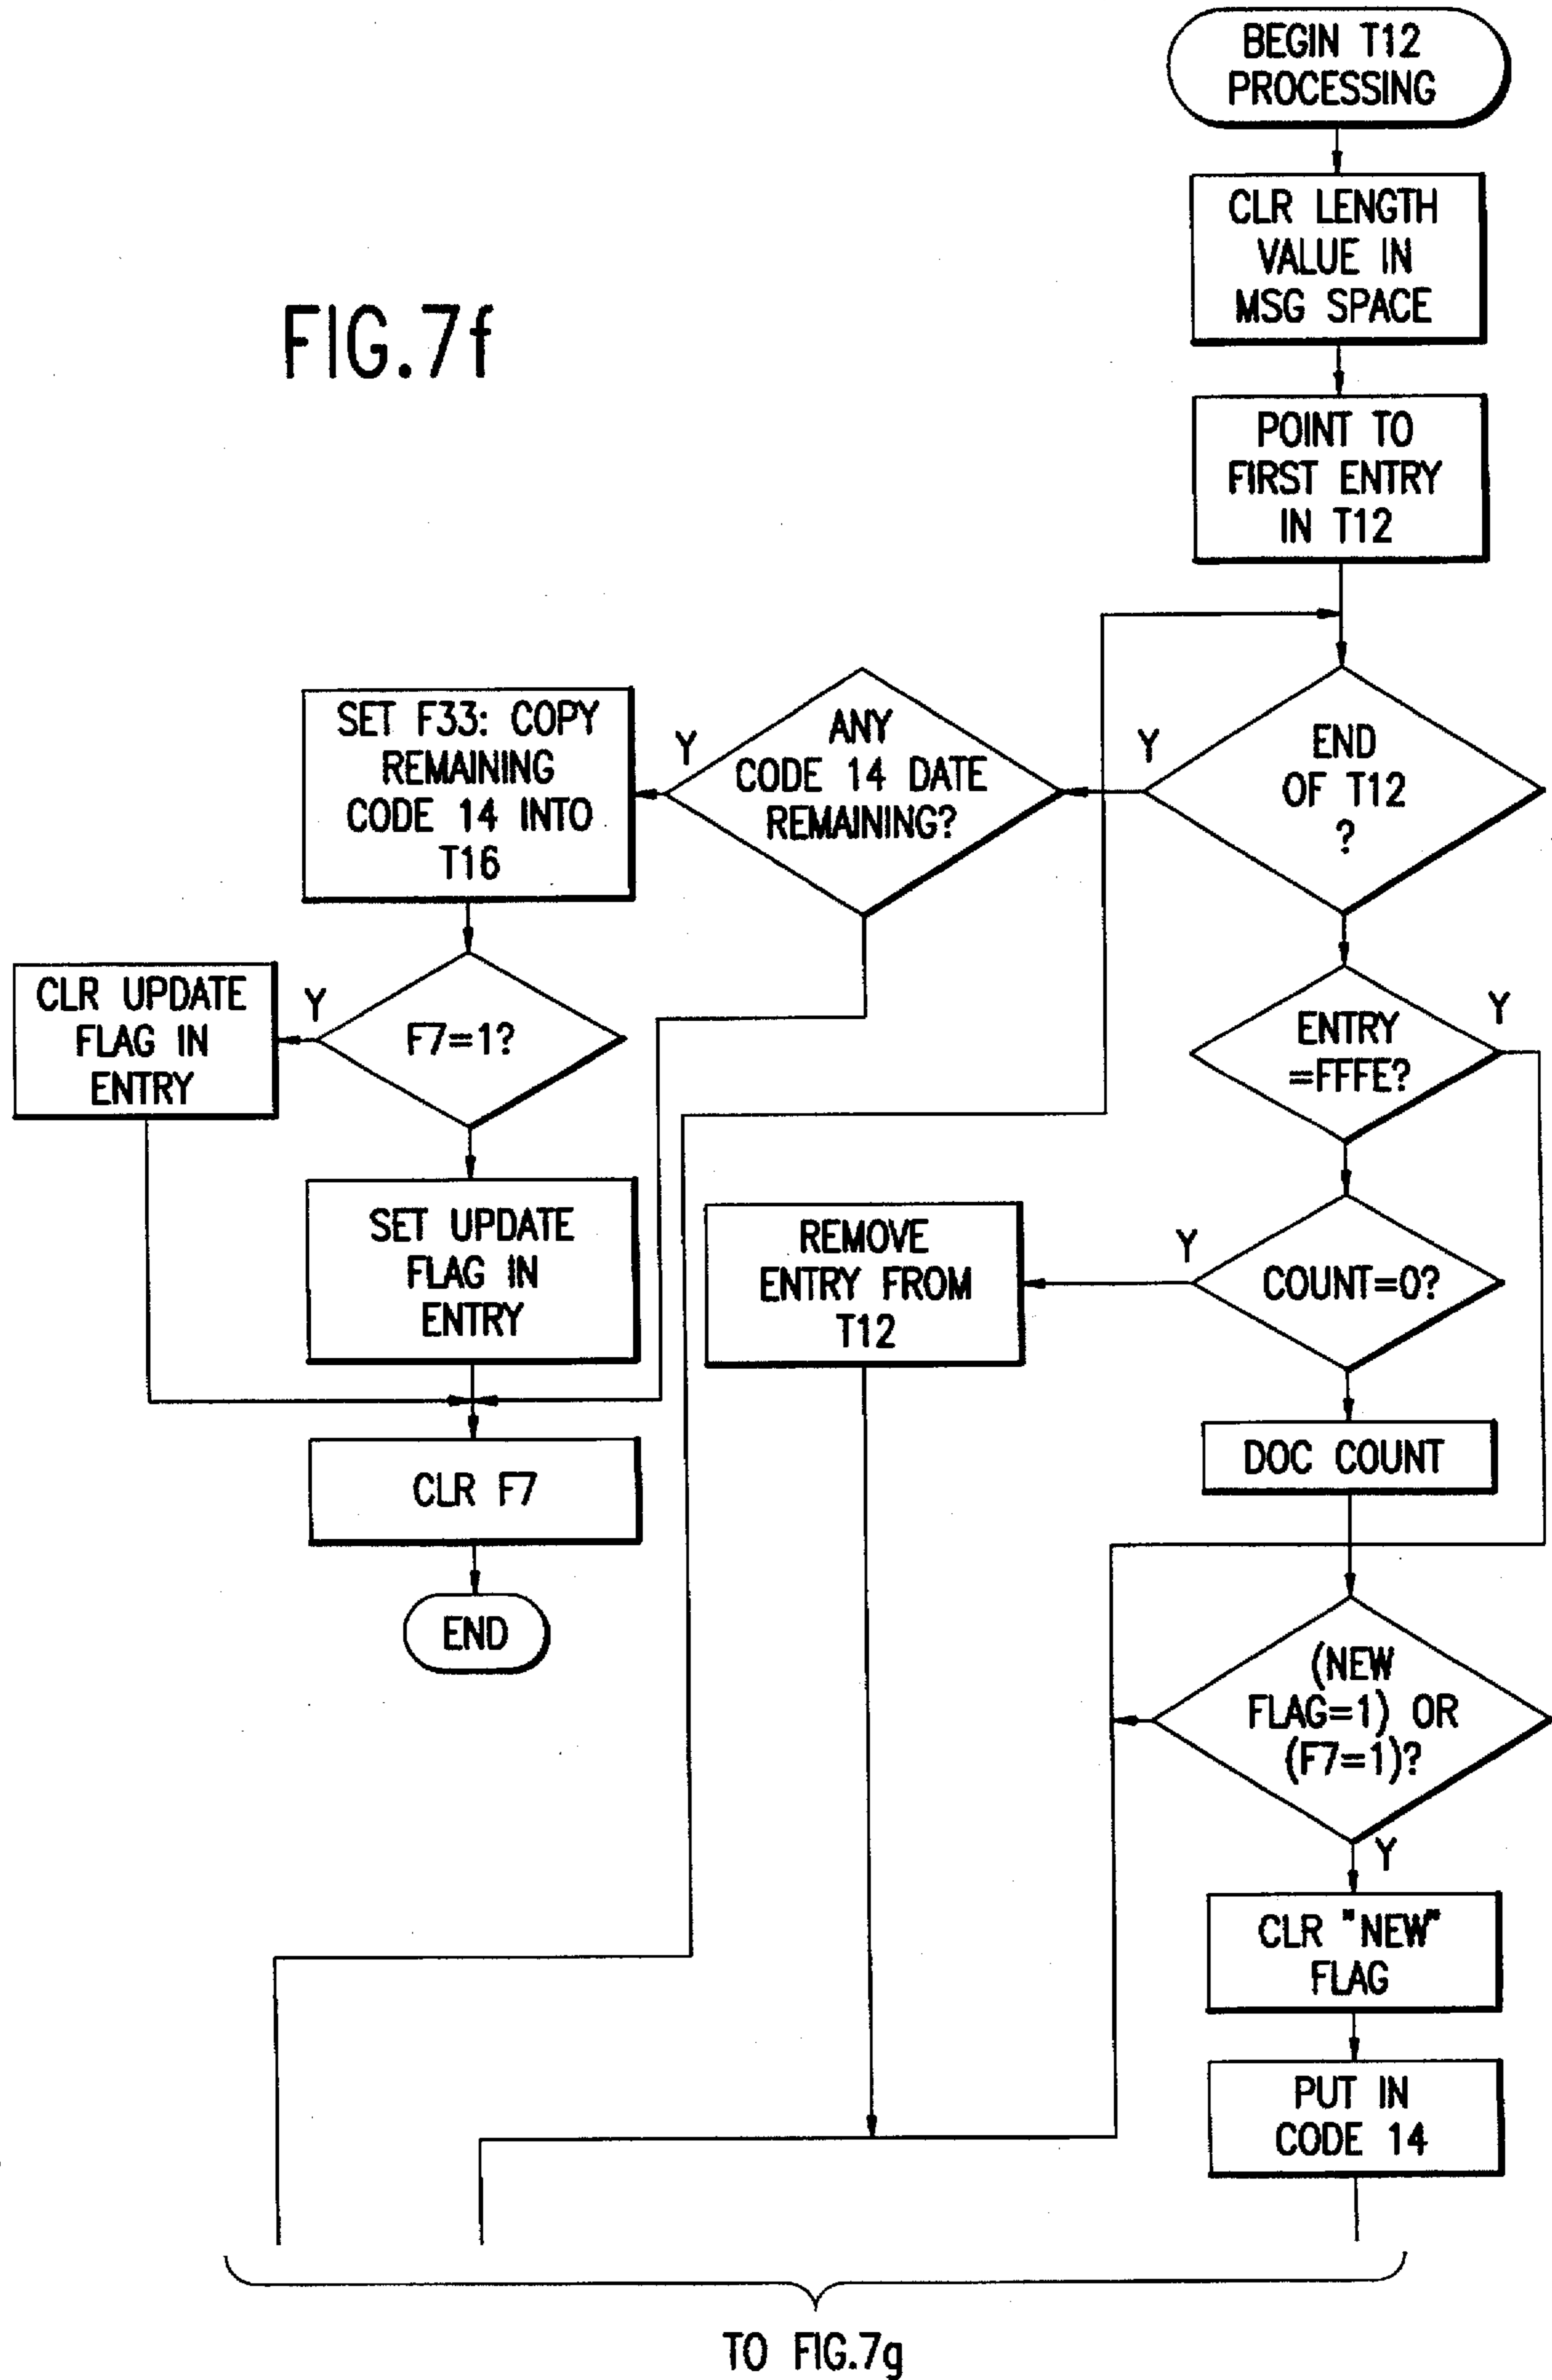 BEGIN T12
PROCESSING
CLR LENGTH
VALUE IN
MSG SPACE
FIG.7f
POINT TO
FIRST ENTRY
IN T12
END
OF T12
?
Y
ANY
CODE 14 DATE
REMAINING?
Y
SET F33: COPY
REMAINING
CODE 14 INTO
T16
F7=1?
Y
CLR UPDATE
FLAG IN
ENTRY
SET UPDATE
FLAG IN
ENTRY
CLR F7
END
ENTRY
=FFFE?
Y
COUNT=0?
Y
REMOVE
ENTRY FROM
T12
DOC COUNT
(NEW
FLAG=1) OR
(F7=1)?
Y
CLR "NEW"
FLAG
PUT IN
CODE 14
TO FIG.7g